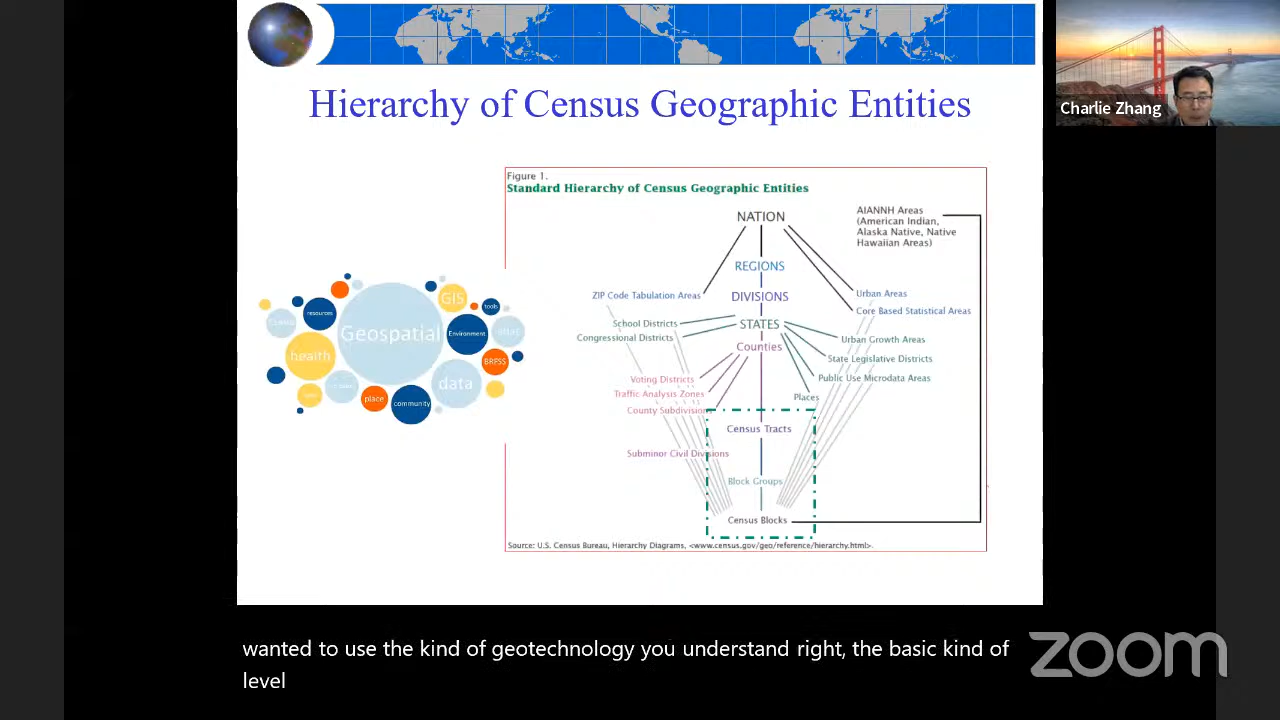 Hierarchy of Census Geographic Entities
Charlie Zhang
Figure 1.
Standard Hierarchy of Census Geographic Entities
NATION
AIANNH Areas
(American Indian,
Alaska Native, Native
Hawaiian Areas)
REGIONS
ZIP Code Tabulation Areas
DIVISIONS
Urban Areas
Core Based Statistical Areas
School Districts
STATES
Congressional Districts
Urban Growth Areas
Counties
State Legislative Districts
Voting Districts
Public Use Microdata Areas
Traffic Analysis Zones
Places
County Subdivisions
Census Tracts
Subminor Civil Divisions
Block Groups
Census Blocks
Source: U.S. Census Bureau, Hierarchy Diagrams, <www.census.gov/geo/reference/hierarchy.html>.
GIS
tools
resources
Geospatial
Environment
health
BRFSS
data
place
community
wanted to use the kind of geotechnology you understand right, the basic kind of
level
zoom